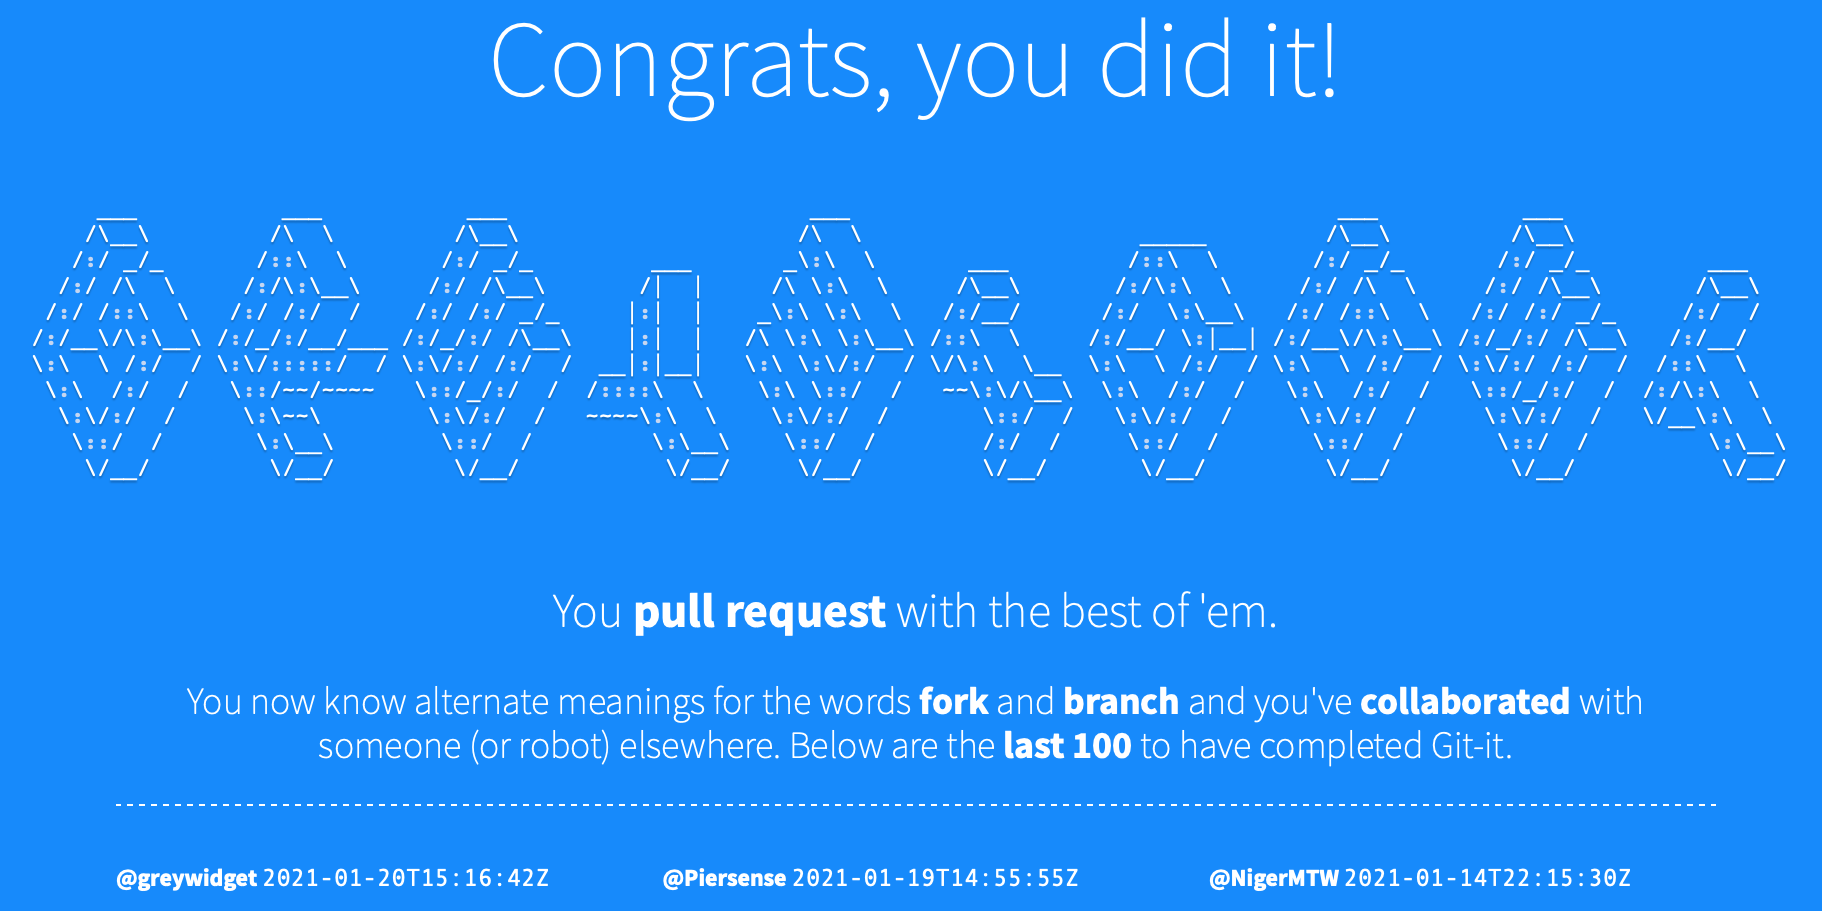 Congrats, you did it!
greywidget
You pull request with the best of 'em.
You now know alternate meanings for the words fork and branch and you've collaborated with
someone (or robot) elsewhere. Below are the last 100 to have completed Git-it.
@greywidget 2021-01-20T15:16:42Z @Piersense 2021-01-19T14:55:55Z @NigerMTW 2021-01-14T22:15:30Z